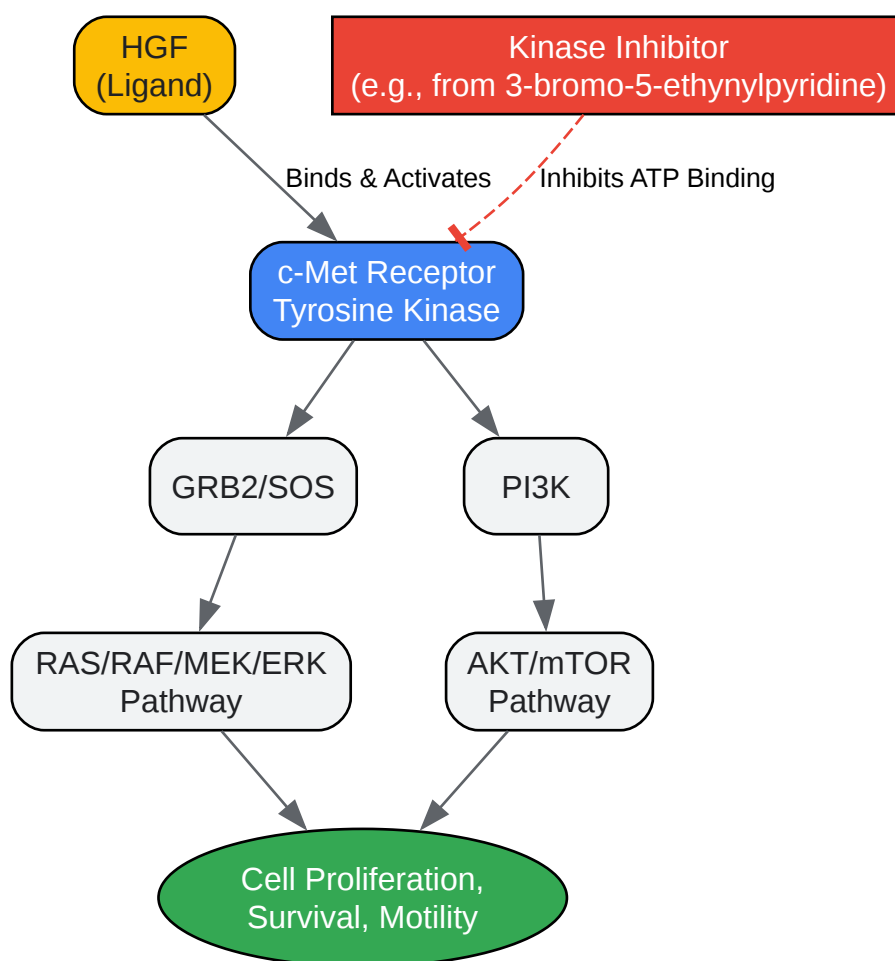 HGF
(Ligand)
Kinase Inhibitor
(e.g., from 3-bromo-5-ethynylpyridine)
Binds & Activates
Inhibits ATP Binding
c-Met Receptor
Tyrosine Kinase
GRB2/SOS
PI3K
RAS/RAF/MEK/ERK
Pathway
AKT/mTOR
Pathway
Cell Proliferation,
Survival, Motility